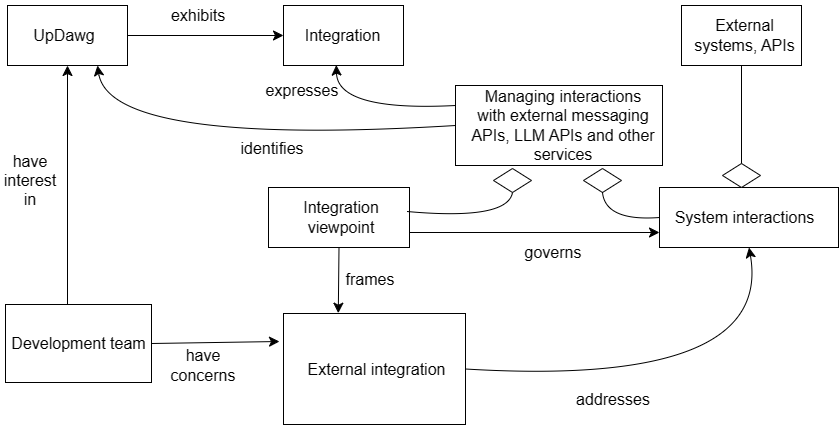 UpDawg
exhibits
Integration
External
systems, APIs
expresses
Managing interactions
with external messaging
APIs, LLM APIs and other
services
identifies
have
interest
in
Integration
viewpoint
System interactions
governs
frames
Development team
have
concerns
External integration
addresses